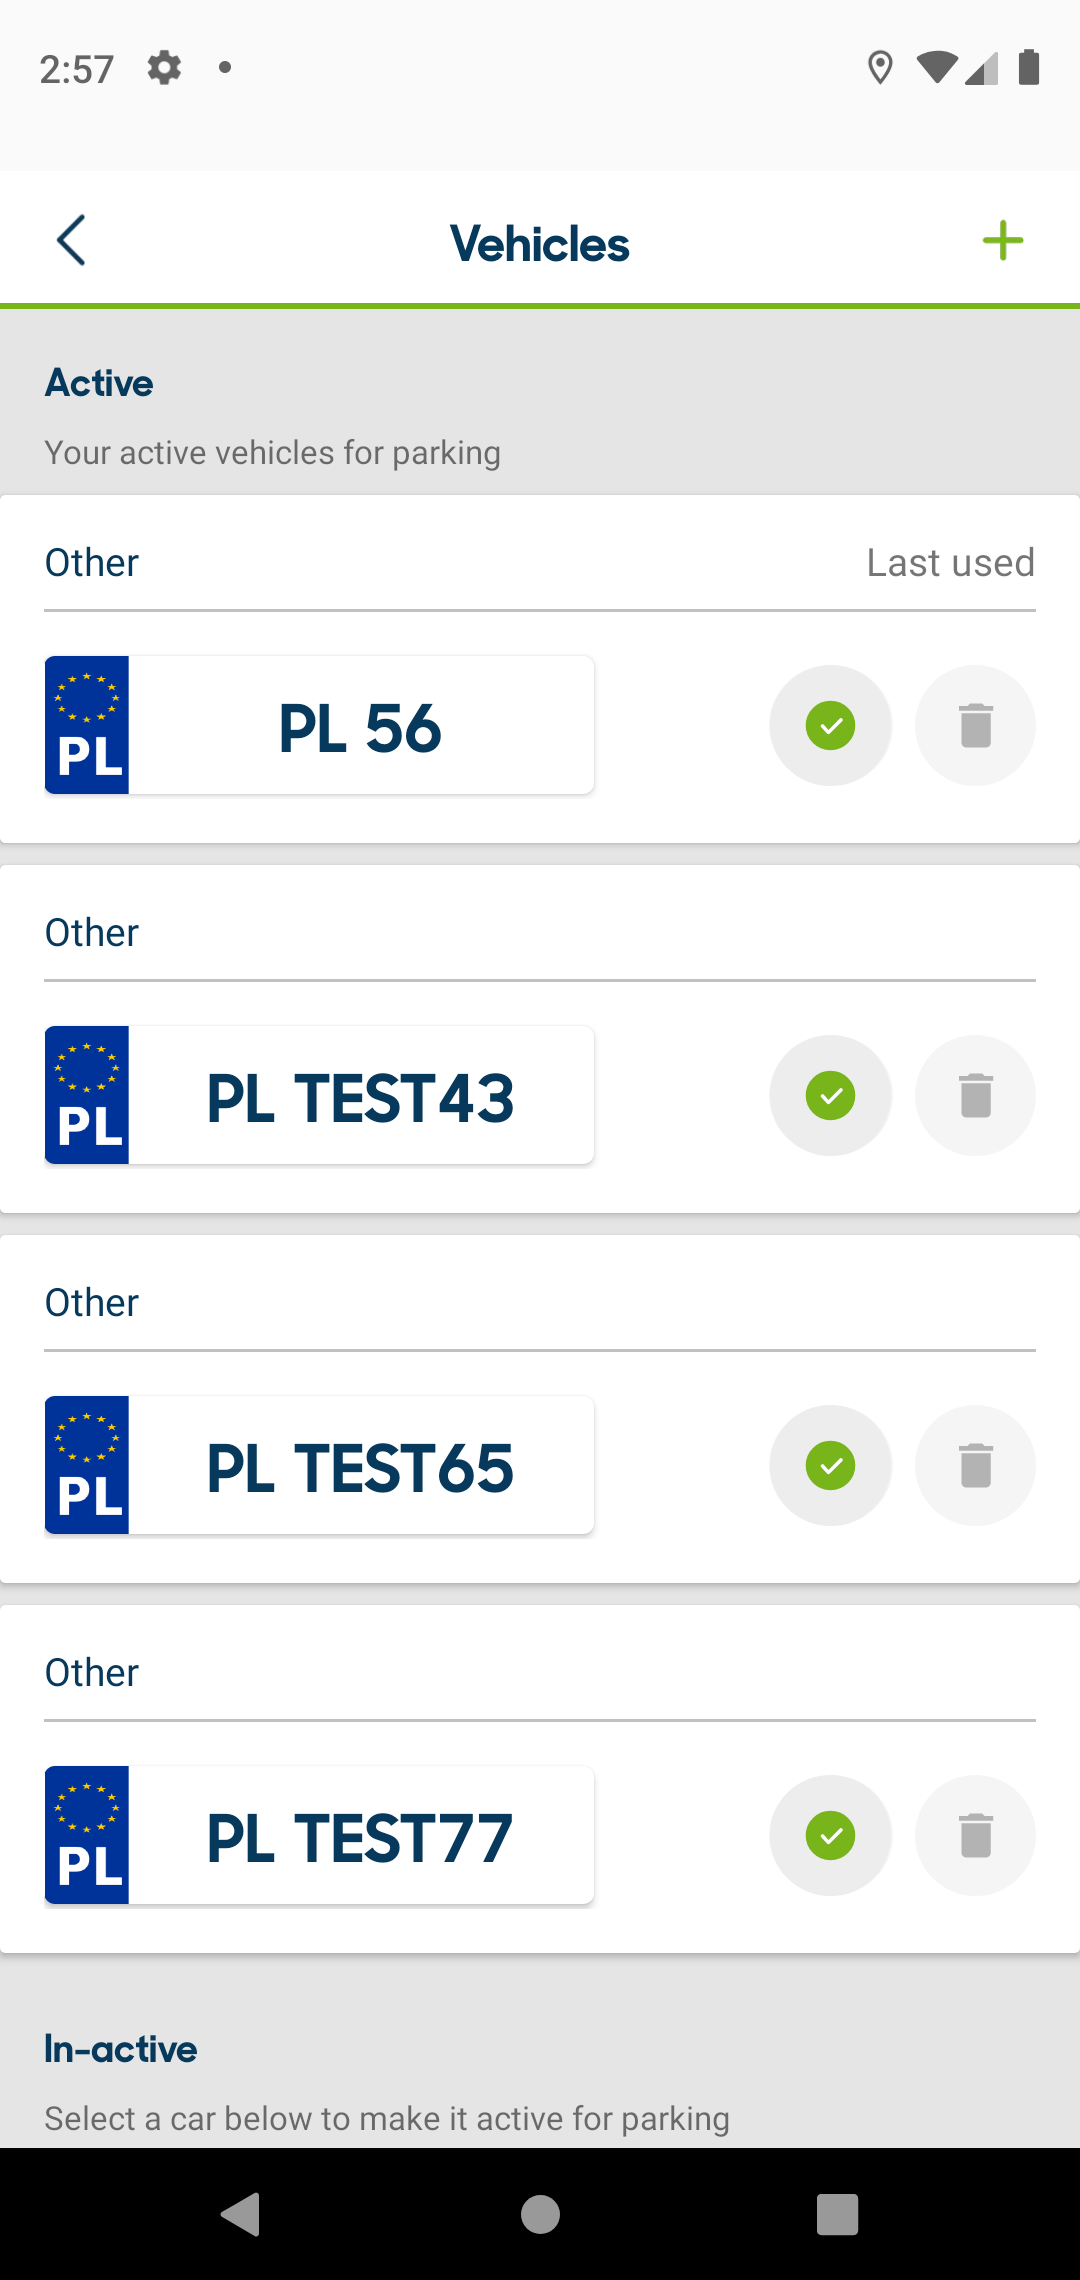 2:57
Vehicles
Active
Your active vehicles for parking
Other Last used
PL PL 56
Other
PL PL TEST43
Other
PL PL TEST65
Other
PL PL TEST77
In-active
Select a car below to make it active for parking